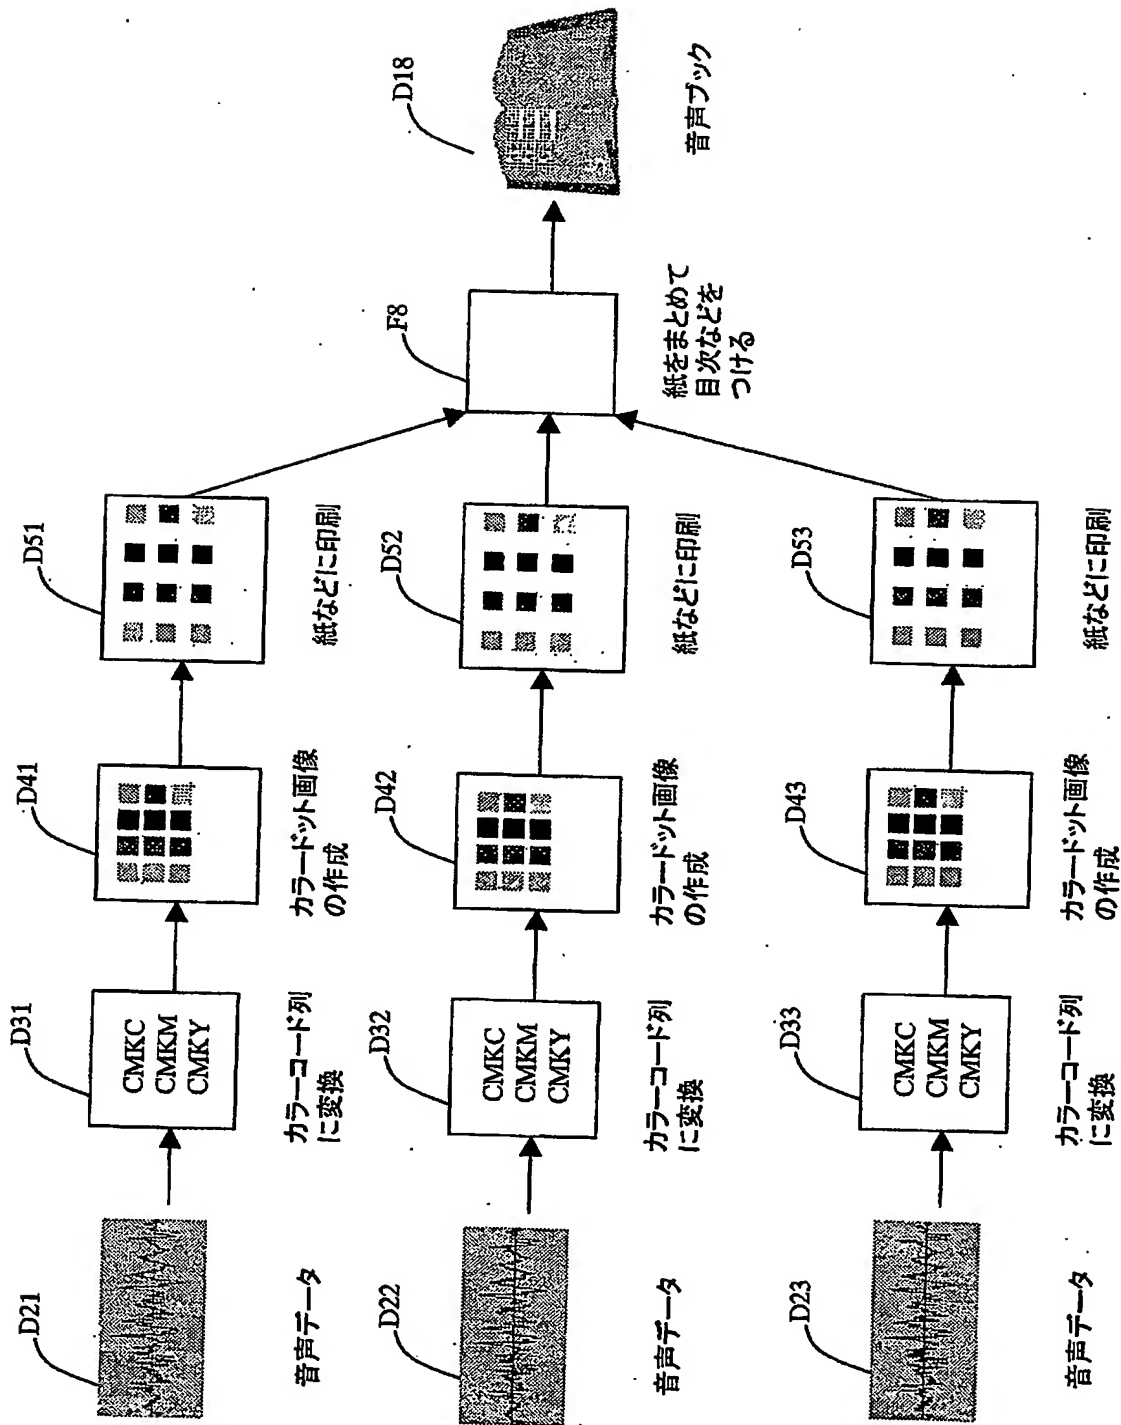 D21
音声データ
D31
CMKC
CMKM
CMKY
カラーコード列
に変換
D41
カラードット画像
の作成
D51
紙などに印刷
D22
音声データ
D32
CMKC
CMKM
CMKY
カラーコード列
に変換
D42
カラードット画像
の作成
D52
紙などに印刷
D23
音声データ
D33
CMKC
CMKM
CMKY
カラーコード列
に変換
D43
カラードット画像
の作成
D53
紙などに印刷
F8
紙をまとめて
目次などを
つける
D18
音声ブック